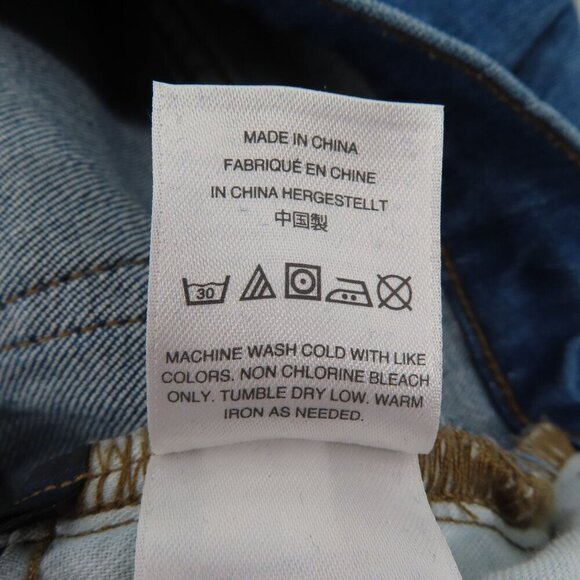 MADE IN CHINA
FABRIQUÉ EN CHINE
IN CHINA HERGESTELLT
中国製
30
MACHINE WASH COLD WITH LIKE
COLORS. NON CHLORINE BLEACH
ONLY. TUMBLE DRY LOW. WARM
IRON AS NEEDED.